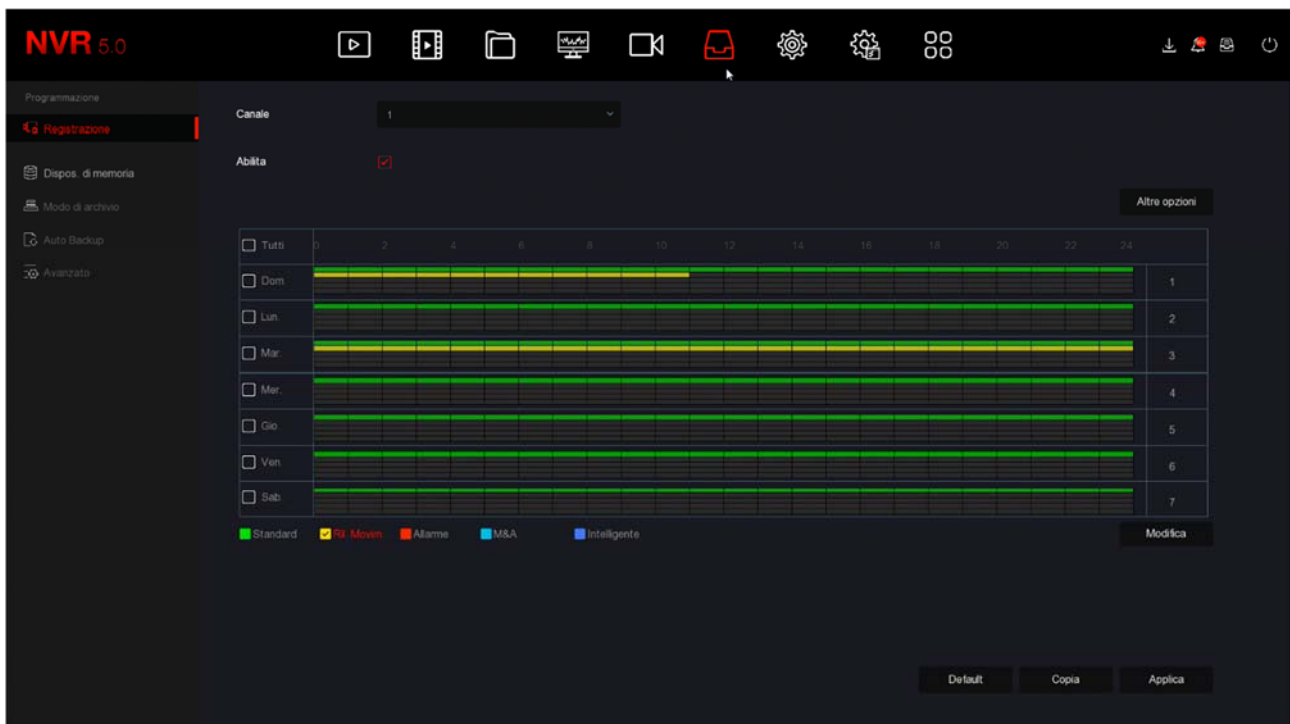 NVR 5.0
Programmazione
Registrazione
Dispos. di memoria
Modo di archivio
Auto Backup
Avanzato
Canale
1
Abilita
Altre opzioni
Tutti 0 2 4 6 8 10 12 14 16 18 20 22 24
Dom. 1
Lun. 2
Mar. 3
Mer. 4
Gio. 5
Ven. 6
Sab. 7
Standard Ril. Moven Allarme M&A Intelligente
Modifica
Default Copia Applica